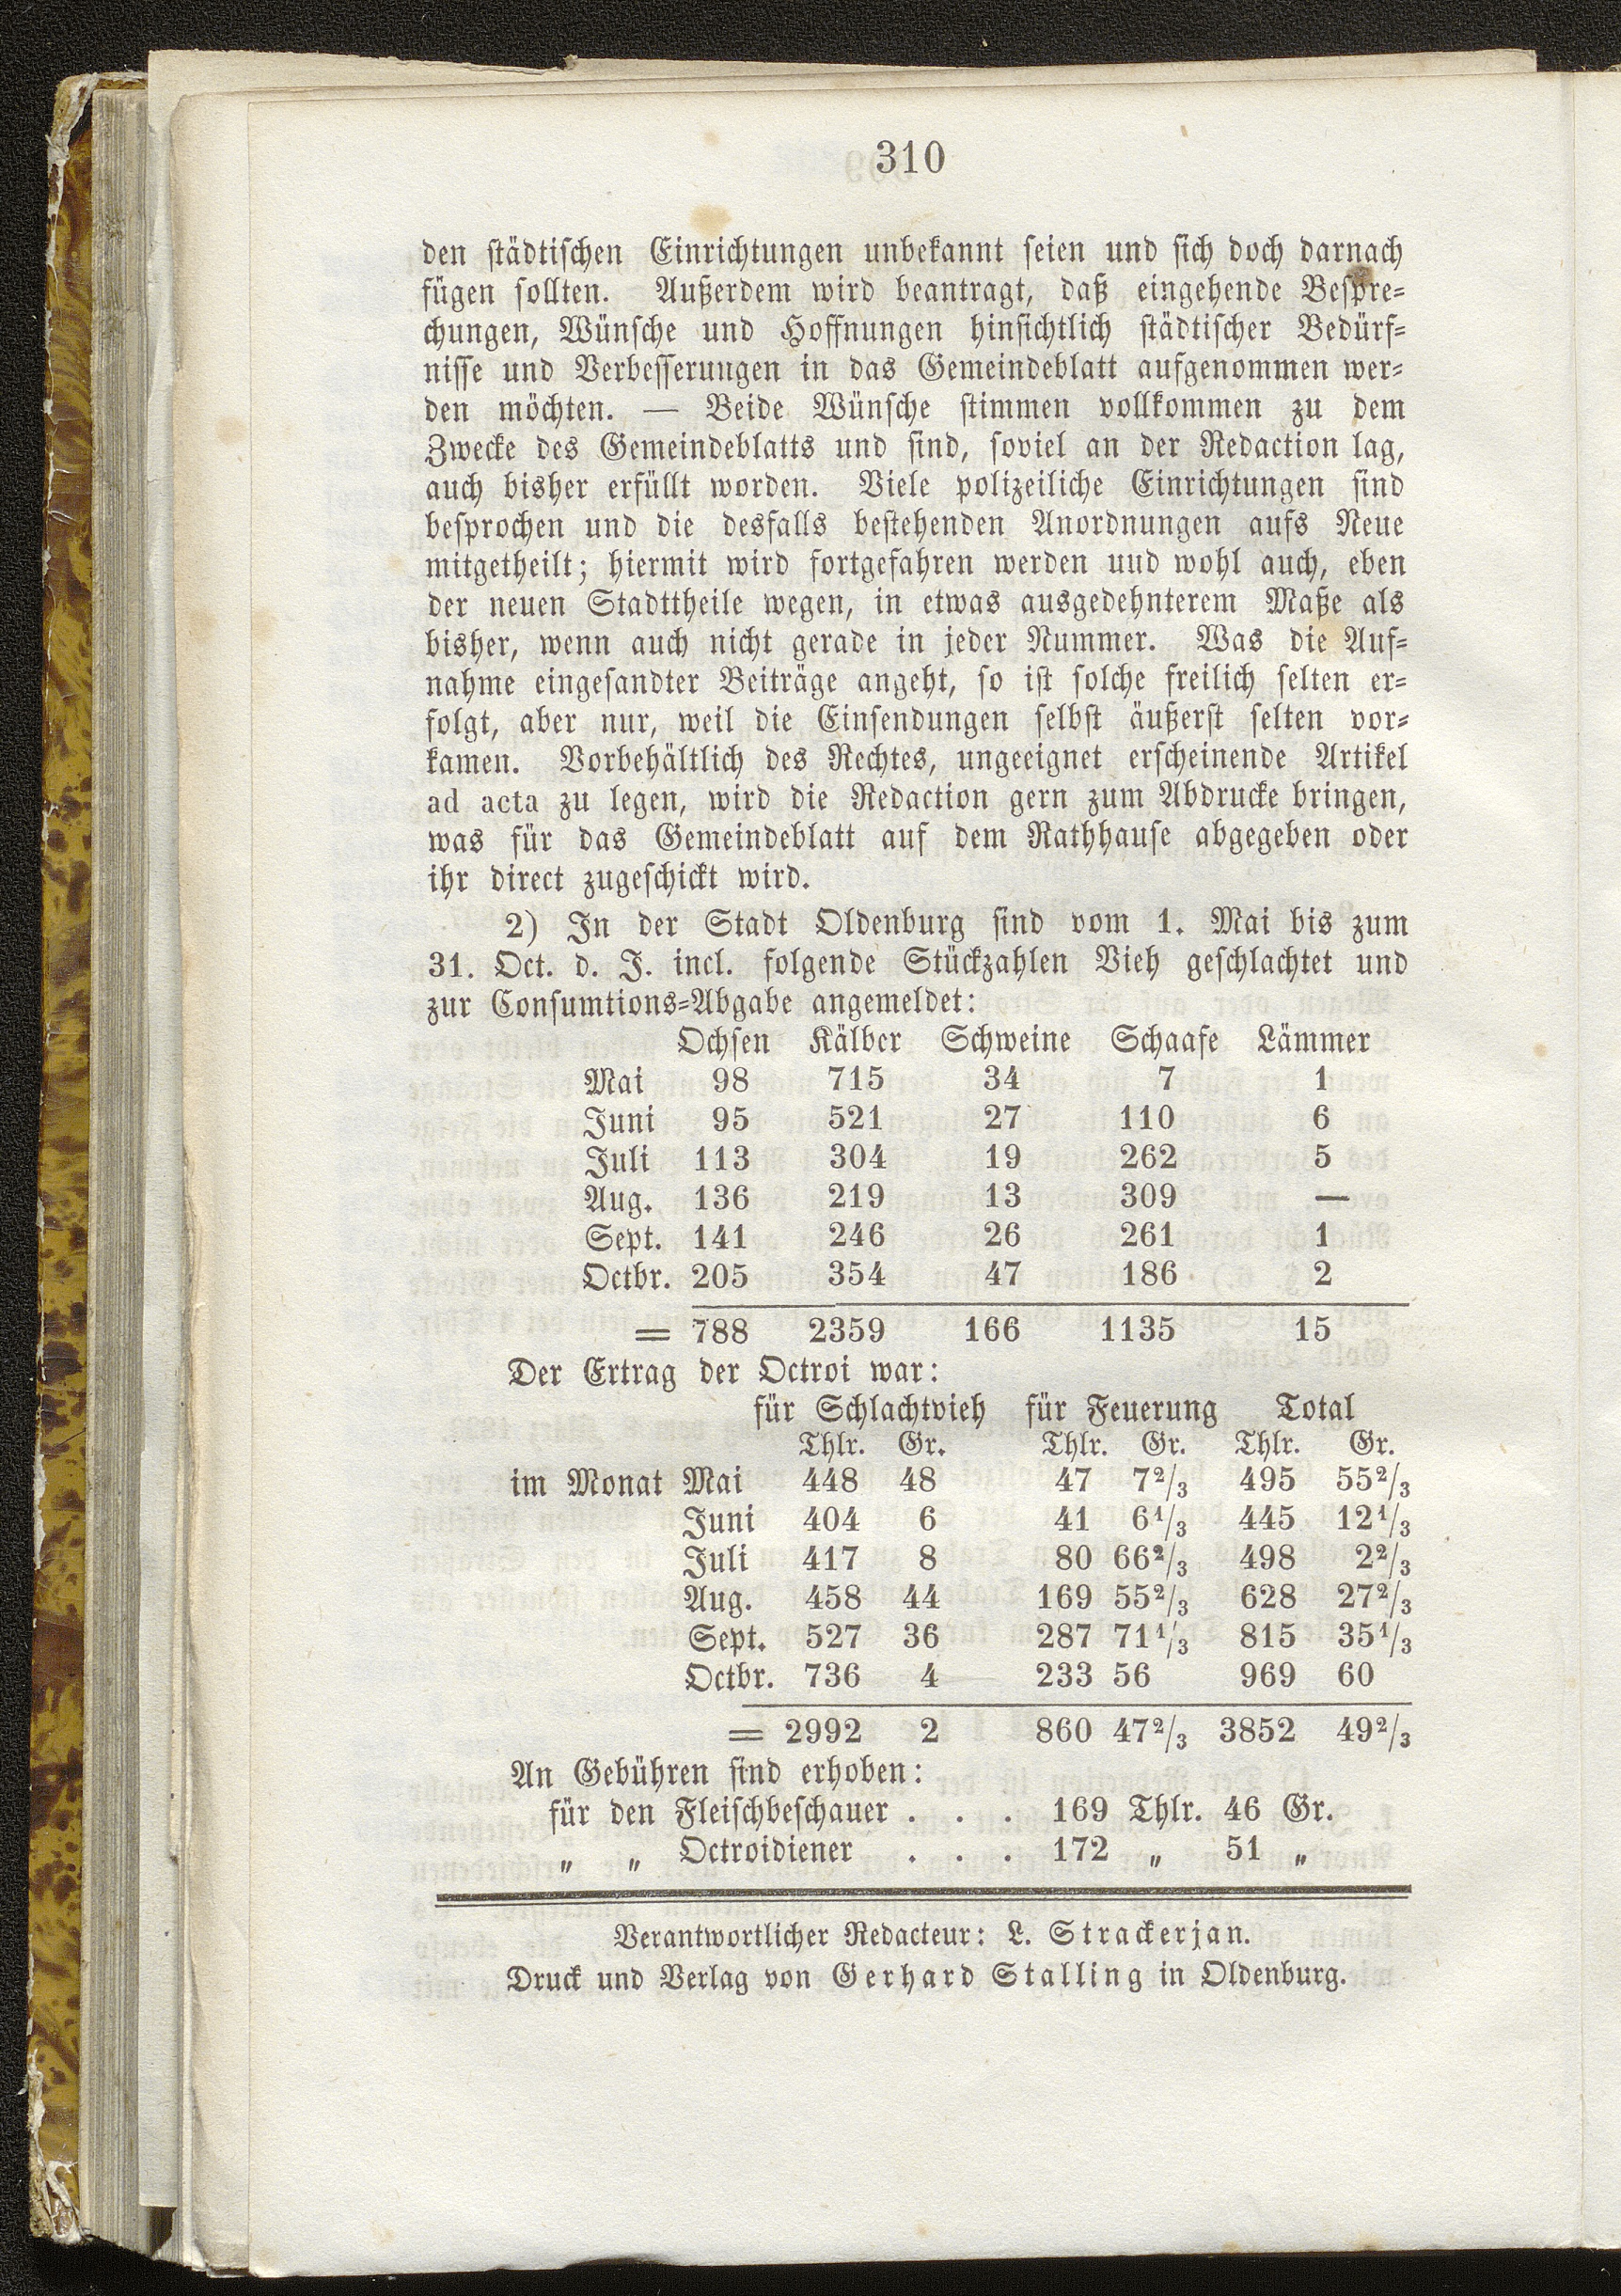 310
den städtischen Einrichtungen unbekannt seien und sich doch darnach
fügen sollten. Außerdem wird beantragt, daß eingehende Bespre-
chungen, Wünsche und Hoffnungen hinsichtlich städtischer Bedürf-
nisse und Verbesserungen in das Gemeindeblatt aufgenommen wer-
den möchten. — Beide Wünsche stimmen vollkommen zu dem
Zwecke des Gemeindeblatts und sind, soviel an der Redaction lag,
auch bisher erfüllt worden. Viele polizeiliche Einrichtungen sind
besprochen und die desfalls bestehenden Anordnungen aufs Neue
mitgetheilt; hiermit wird fortgefahren werden uud wohl auch, eben
der neuen Stadttheile wegen, in etwas ausgedehnterem Maße als
bisher, wenn auch nicht gerade in jeder Nummer. Was die Auf-
nahme eingesandter Beiträge angeht, so ist solche freilich selten er-
folgt, aber nur, weil die Einsendungen selbst äußerst selten vor-
kamen. Vorbehältlich des Rechtes, ungeeignet erscheinende Artikel
ad acta zu legen, wird die Redaction gern zum Abdrucke bringen,
was für das Gemeindeblatt auf dem Rathhause abgegeben oder
ihr direct zugeschickt wird.
2) In der Stadt Oldenburg sind vom 1. Mai bis zum
31. Oct. d. J. incl. folgende Stückzahlen Vieh geschlachtet und
zur Consumtions-Abgabe angemeldet:
Ochsen Kälber Schweine Schaafe Lämmer
Mai 98 715 34 7 1
Juni 95 521 27 110 6
Juli 113 304 19 262 5
Aug. 136 219 13 309 —
Sept. 141 246 26 261 1
Octbr. 205 354 47 186 2
= 788 2359 166 1135 15
Der Ertrag der Octroi war:
für Schlachtvieh für Feuerung Total
Thlr. Gr. Thlr. Gr. Thlr. Gr.
im Monat Mai 448 48 47 7²/₃ 495 55²/₃
Juni 404 6 41 6¹/₃ 445 12¹/₃
Juli 417 8 80 66²/₃ 498 2²/₃
Aug. 458 44 169 55²/₃ 628 27²/₃
Sept. 527 36 287 71¹/₃ 815 35¹/₃
Octbr. 736 4 233 56 969 60
= 2992 2 860 47²/₃ 3852 49²/₃
An Gebühren sind erhoben:
für den Fleischbeschauer . . . 169 Thlr. 46 Gr.
„ „ Octroidiener . . . 172 „ 51 „
Verantwortlicher Redacteur: L. Strackerjan.
Druck und Verlag von Gerhard Stalling in Oldenburg.